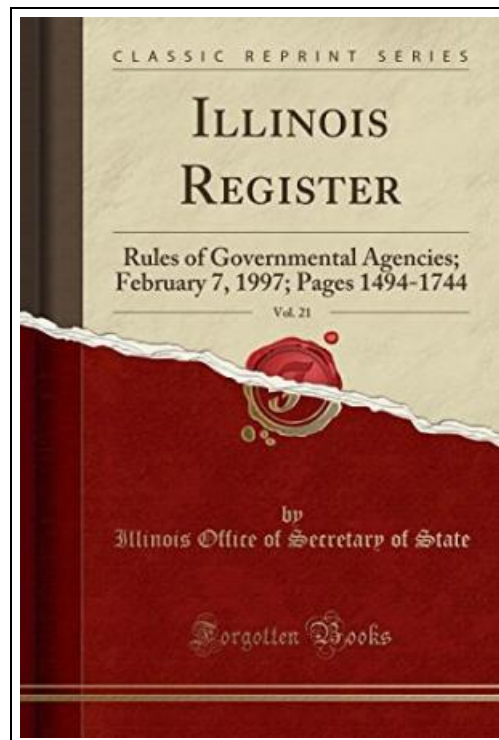 CLASSIC REPRINT SERIES
ILLINOIS
REGISTER
Rules of Governmental Agencies;
February 7, 1997; Pages 1494-1744
Vol. 21
by
Illinois Office of Secretary of State
Forgotten Books